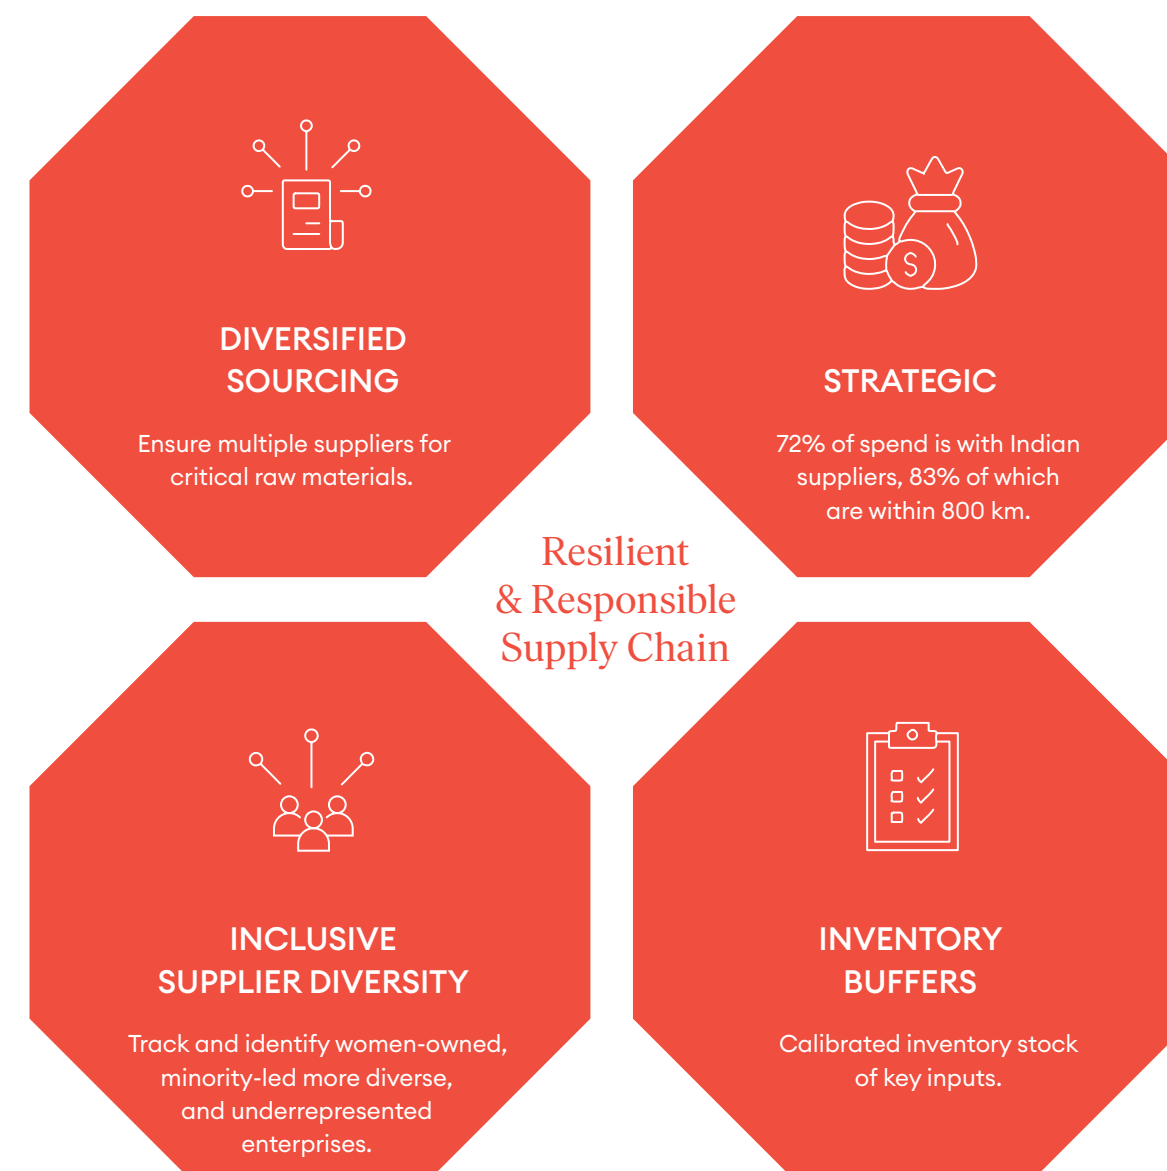 DIVERSIFIED
SOURCING
Ensure multiple suppliers for
critical raw materials.
$
STRATEGIC
72% of spend is with Indian
suppliers, 83% of which
are within 800 km.
Resilient
& Responsible
Supply Chain
INCLUSIVE
SUPPLIER DIVERSITY
Track and identify women-owned,
minority-led more diverse,
and underrepresented
enterprises.
INVENTORY
BUFFERS
Calibrated inventory stock
of key inputs.